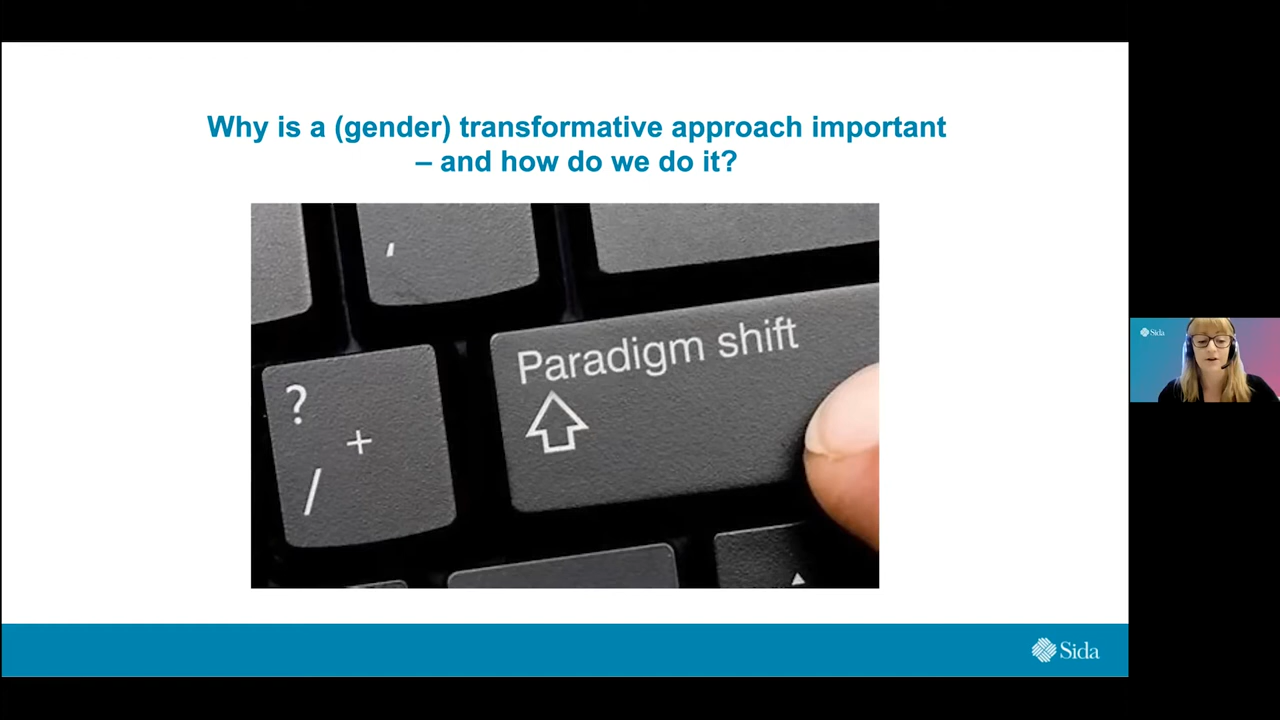 Why is a (gender) transformative approach important
– and how do we do it?
,
Paradigm shift
?
+
/
Sida
Sida